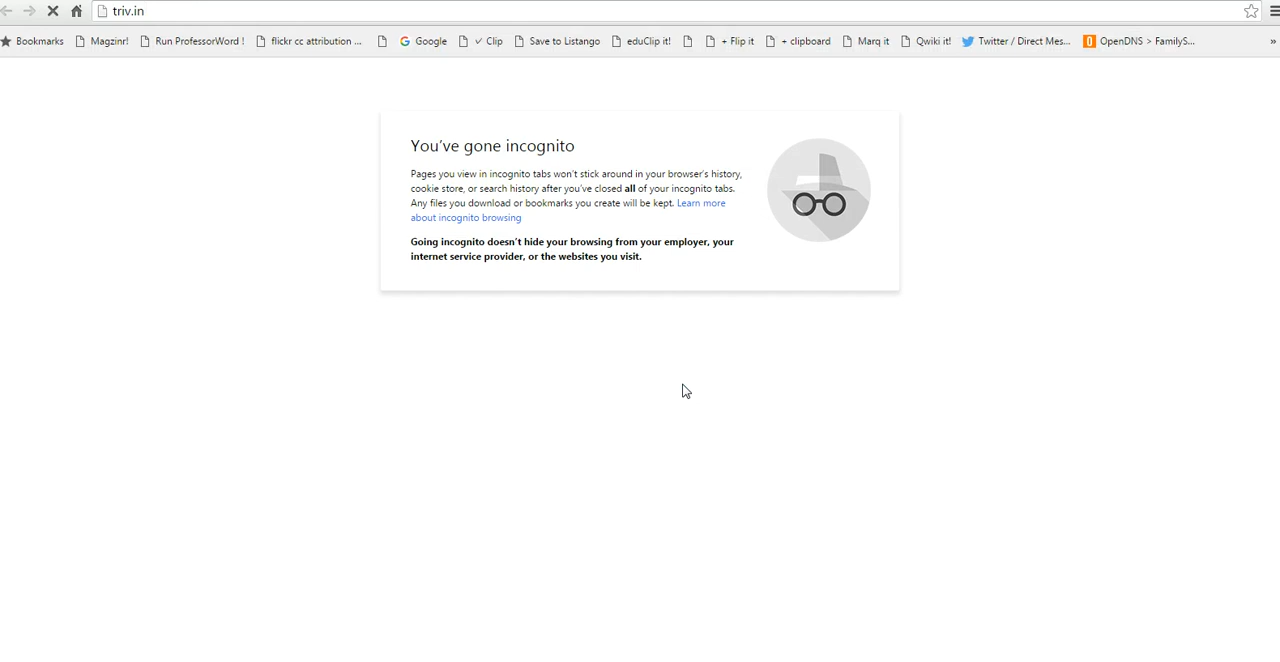 triv.in
Bookmarks Magzinr! Run ProfessorWord ! flickr cc attribution ... Google ✓ Clip Save to Listango eduClip it! + Flip it + clipboard Marq it Qwiki it! Twitter / Direct Mes... OpenDNS > FamilyS... »
You've gone incognito
Pages you view in incognito tabs won't stick around in your browser's history,
cookie store, or search history after you've closed all of your incognito tabs.
Any files you download or bookmarks you create will be kept. Learn more
about incognito browsing
Going incognito doesn't hide your browsing from your employer, your
internet service provider, or the websites you visit.